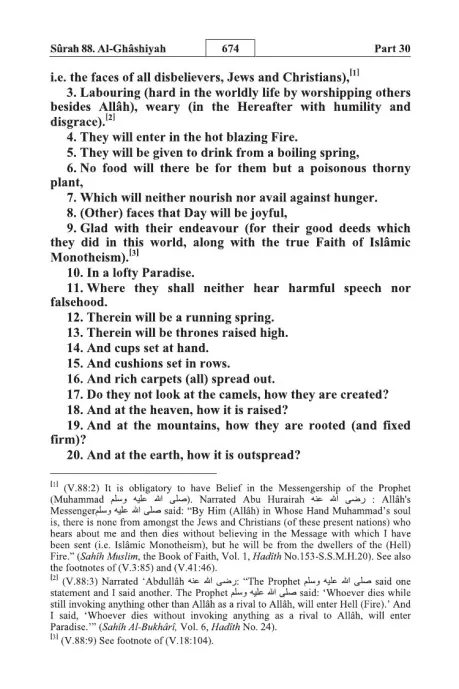 Sûrah 88. Al-Ghâshiyah 674 Part 30
i.e. the faces of all disbelievers, Jews and Christians),[1]
3. Labouring (hard in the worldly life by worshipping others
besides Allâh), weary (in the Hereafter with humility and
disgrace).[2]
4. They will enter in the hot blazing Fire.
5. They will be given to drink from a boiling spring,
6. No food will there be for them but a poisonous thorny
plant,
7. Which will neither nourish nor avail against hunger.
8. (Other) faces that Day will be joyful,
9. Glad with their endeavour (for their good deeds which
they did in this world, along with the true Faith of Islâmic
Monotheism).[3]
10. In a lofty Paradise.
11. Where they shall neither hear harmful speech nor
falsehood.
12. Therein will be a running spring.
13. Therein will be thrones raised high.
14. And cups set at hand.
15. And cushions set in rows.
16. And rich carpets (all) spread out.
17. Do they not look at the camels, how they are created?
18. And at the heaven, how it is raised?
19. And at the mountains, how they are rooted (and fixed
firm)?
20. And at the earth, how it is outspread?
[1] (V.88:2) It is obligatory to have Belief in the Messengership of the Prophet
(Muhammad صلى الله عليه وسلم). Narrated Abu Hurairah رضى الله عنه : Allâh's
Messengerصلى الله عليه وسلم said: “By Him (Allâh) in Whose Hand Muhammad's soul
is, there is none from amongst the Jews and Christians (of these present nations) who
hears about me and then dies without believing in the Message with which I have
been sent (i.e. Islâmic Monotheism), but he will be from the dwellers of the (Hell)
Fire.” (Sahîh Muslim, the Book of Faith, Vol. 1, Hadîth No.153-S.S.M.H.20). See also
the footnotes of (V.3:85) and (V.41:46).
[2] (V.88:3) Narrated ‘Abdullâh رضى الله عنه: “The Prophet صلى الله عليه وسلم said one
statement and I said another. The Prophet صلى الله عليه وسلم said: ‘Whoever dies while
still invoking anything other than Allâh as a rival to Allâh, will enter Hell (Fire).’ And
I said, ‘Whoever dies without invoking anything as a rival to Allâh, will enter
Paradise.’” (Sahîh Al-Bukhârî, Vol. 6, Hadîth No. 24).
[3] (V.88:9) See footnote of (V.18:104).